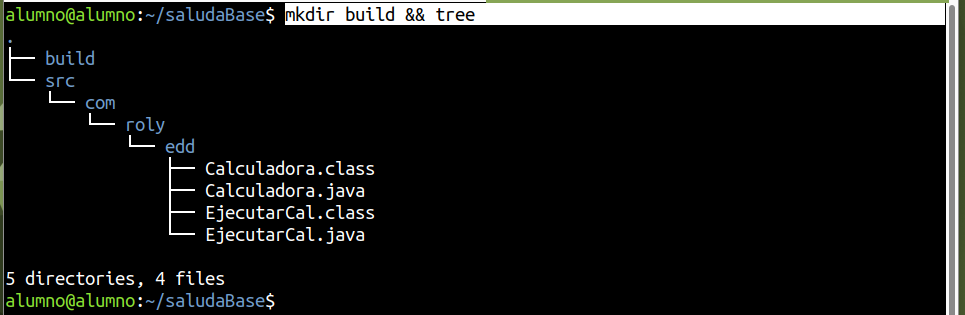 alumno@alumno:~/saludaBase$ mkdir build && tree
.
├── build
└── src
    └── com
        └── roly
            └── edd
                ├── Calculadora.class
                ├── Calculadora.java
                ├── EjecutarCal.class
                └── EjecutarCal.java
5 directories, 4 files
alumno@alumno:~/saludaBase$